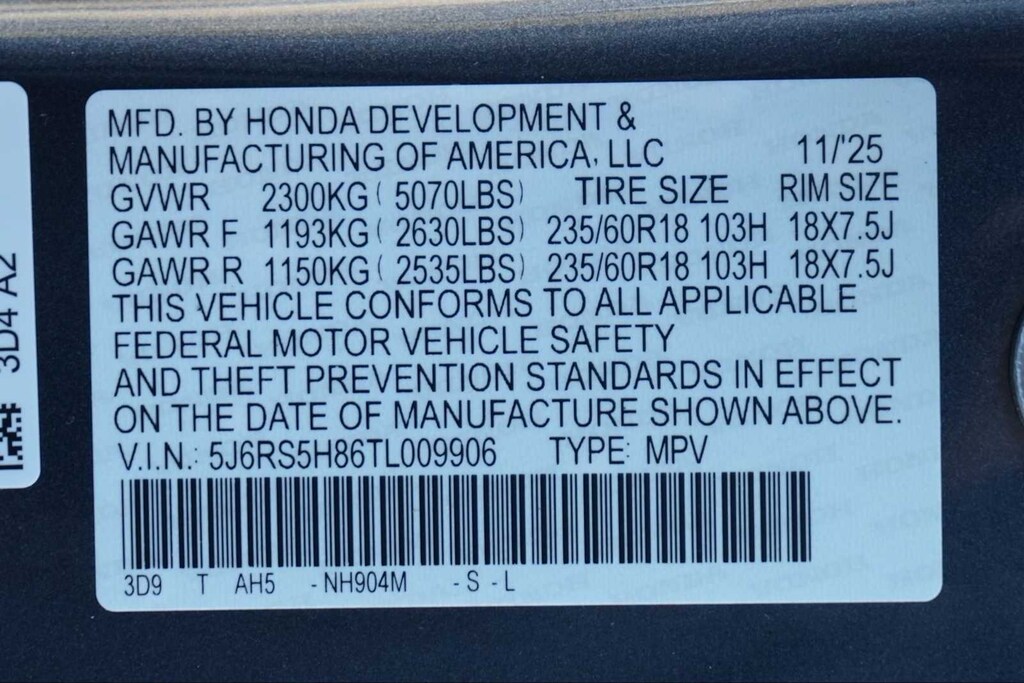 MFD. BY HONDA DEVELOPMENT &
MANUFACTURING OF AMERICA, LLC 11/'25
GVWR 2300KG ( 5070LBS) TIRE SIZE RIM SIZE
GAWR F 1193KG ( 2630LBS) 235/60R18 103H 18X7.5J
GAWR R 1150KG ( 2535LBS) 235/60R18 103H 18X7.5J
THIS VEHICLE CONFORMS TO ALL APPLICABLE
FEDERAL MOTOR VEHICLE SAFETY
AND THEFT PREVENTION STANDARDS IN EFFECT
ON THE DATE OF MANUFACTURE SHOWN ABOVE.
V.I.N.: 5J6RS5H86TL009906 TYPE: MPV
3D9 T AH5 -NH904M -S -L
3D4 A2